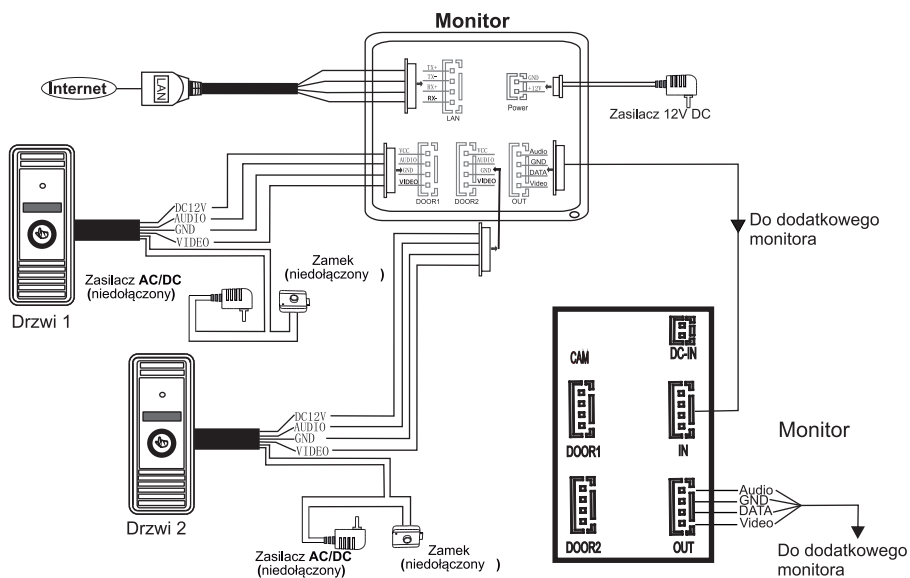 Monitor
Internet
LAN
TX+
TX-
RX+
RX-
LAN
GND
+12V
Power
Zasilacz 12V DC
VCC
AUDIO
GND
VIDEO
DOOR1
VCC
AUDIO
GND
VIDEO
DOOR2
Audio
GND
DATA
Video
OUT
DC12V
AUDIO
GND
VIDEO
Zasilacz AC/DC
(niedołączony)
Zamek
(niedołączony )
Drzwi 1
Do dodatkowego
monitora
DC12V
AUDIO
GND
VIDEO
Drzwi 2
Zasilacz AC/DC
(niedołączony)
Zamek
(niedołączony )
CAM
DC-IN
DOOR1
IN
Monitor
DOOR2
OUT
Audio
GND
DATA
Video
Do dodatkowego
monitora